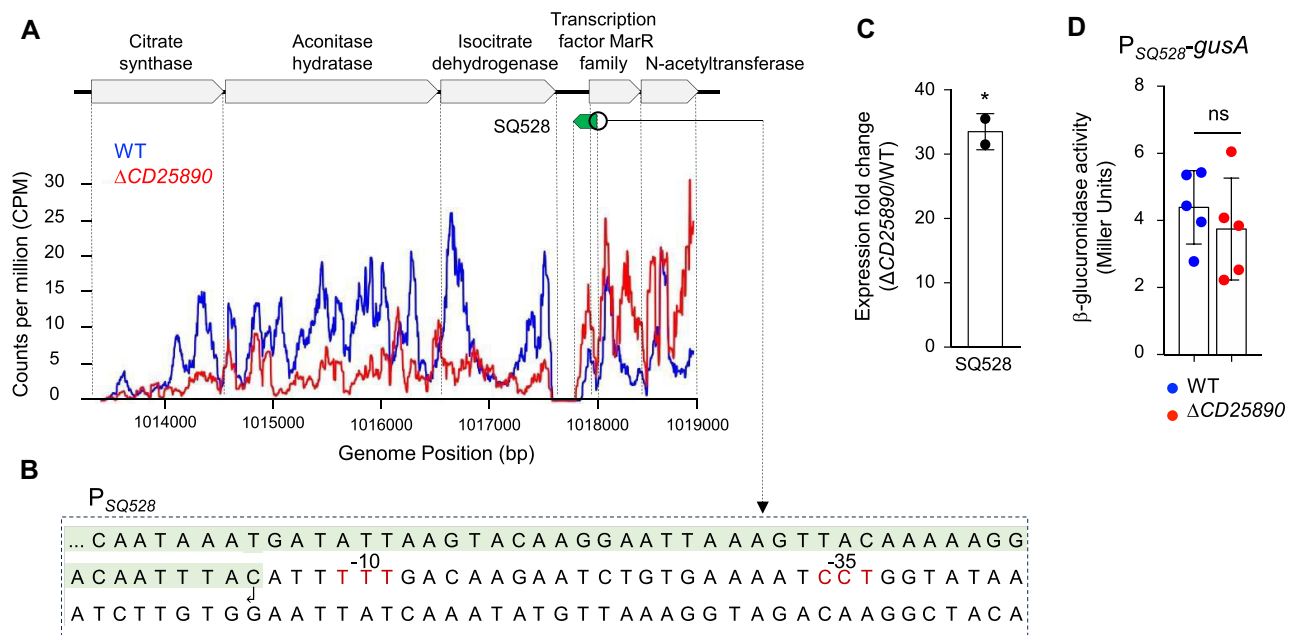 A
Citrate
synthase
Aconitase
hydratase
Isocitrate
dehydrogenase
Transcription
factor MarR
family
N-acetyltransferase
SQ528
WT
ΔCD25890
Counts per million (CPM)
30
25
20
15
10
5
0
1014000 1015000 1016000 1017000 1018000 1019000
Genome Position (bp)
C
Expression fold change
(ΔCD25890/WT)
40
30
20
10
0
*
SQ528
D
PSQ528-gusA
β-glucuronidase activity
(Miller Units)
8
6
4
2
0
ns
WT
ΔCD25890
B
PSQ528
... C A A T A A A T G A T A T T A A G T A C A A G G A A T T A A A G T T A C A A A A A G G
-10 -35
A C A A T T T A C A T T T T T G A C A A G A A T C T G T G A A A A T C C T G G T A T A A
A T C T T G T G G A A T T A T C A A A T A T G T T A A A G G T A G A C A A G G C T A C A